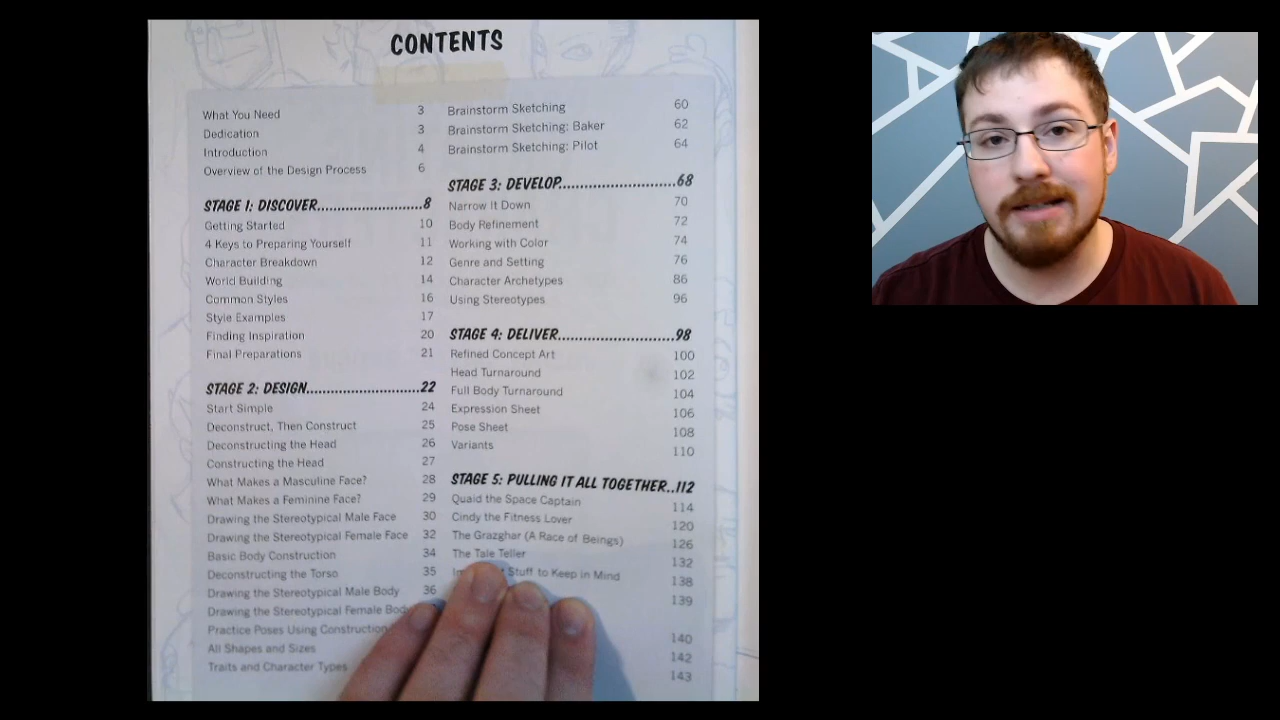 CONTENTS
What You Need 3
Dedication 3
Introduction 4
Overview of the Design Process 6
STAGE 1: DISCOVER........................8
Getting Started 10
4 Keys to Preparing Yourself 11
Character Breakdown 12
World Building 14
Common Styles 16
Style Examples 17
Finding Inspiration 20
Final Preparations 21
STAGE 2: DESIGN..........................22
Start Simple 24
Deconstruct, Then Construct 25
Deconstructing the Head 26
Constructing the Head 27
What Makes a Masculine Face? 28
What Makes a Feminine Face? 29
Drawing the Stereotypical Male Face 30
Drawing the Stereotypical Female Face 32
Basic Body Construction 34
Deconstructing the Torso 35
Drawing the Stereotypical Male Body 36
Drawing the Stereotypical Female Body
Practice Poses Using Construction
All Shapes and Sizes
Traits and Character Types
Brainstorm Sketching 60
Brainstorm Sketching: Baker 62
Brainstorm Sketching: Pilot 64
STAGE 3: DEVELOP..........................68
Narrow It Down 70
Body Refinement 72
Working with Color 74
Genre and Setting 76
Character Archetypes 86
Using Stereotypes 96
STAGE 4: DELIVER..........................98
Refined Concept Art 100
Head Turnaround 102
Full Body Turnaround 104
Expression Sheet 106
Pose Sheet 108
Variants 110
STAGE 5: PULLING IT ALL TOGETHER..112
Quaid the Space Captain 114
Cindy the Fitness Lover 120
The Grazghar (A Race of Beings) 126
The Tale Teller 132
Stuff to Keep in Mind 138
139
140
142
143